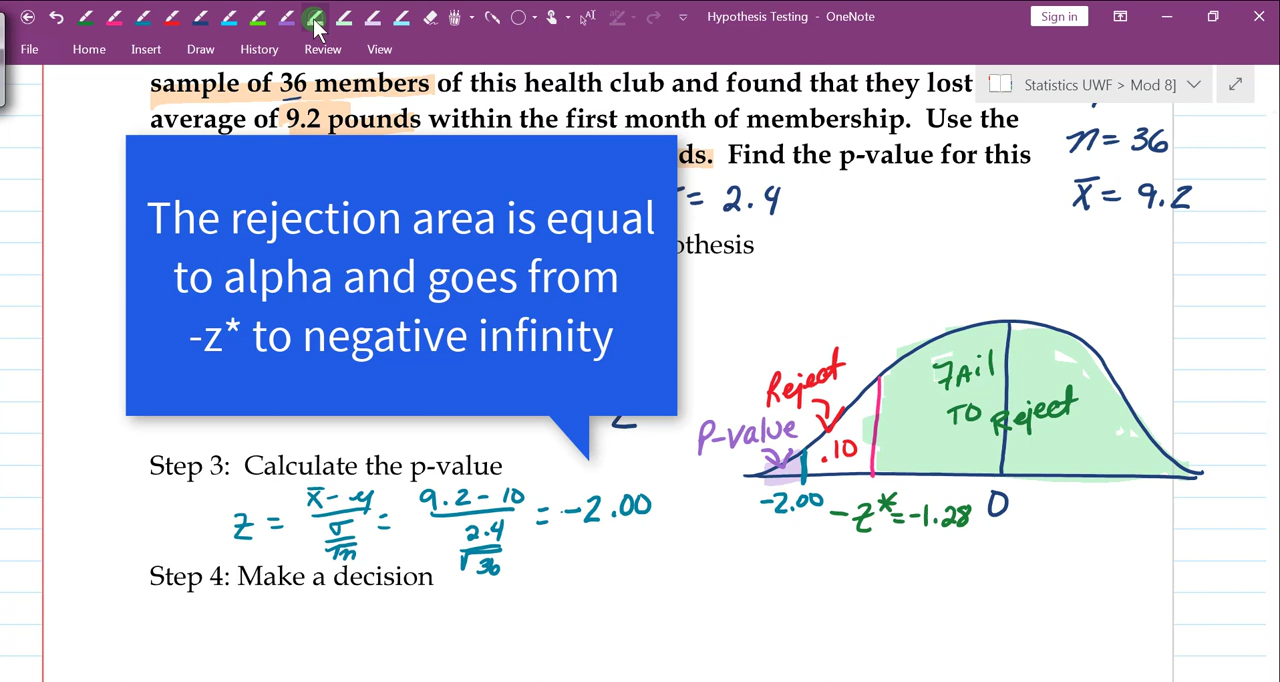 Hypothesis Testing - OneNote
Sign in
File Home Insert Draw History Review View
sample of 36 members of this health club and found that they lost
Statistics UWF > Mod 8]
average of 9.2 pounds within the first month of membership. Use the
n = 36
ds. Find the p-value for this
= 2.4
x̄ = 9.2
othesis
The rejection area is equal
to alpha and goes from
-z* to negative infinity
Reject
Fail
to Reject
P-value
.10
Step 3: Calculate the p-value
-2.00
-z* = -1.28
0
z = (x̄ - μ)/(σ/√n) = (9.2 - 10)/(2.4/√36) = -2.00
Step 4: Make a decision